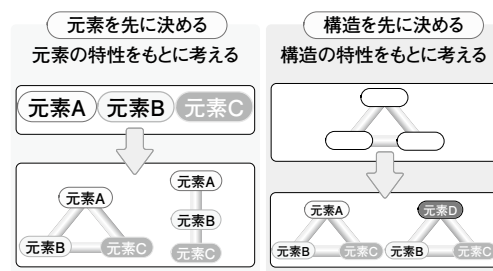 元素を先に決める
元素の特性をもとに考える
元素A 元素B 元素C
元素A
元素B 元素C
元素A
元素B
元素C
構造を先に決める
構造の特性をもとに考える
元素A
元素B 元素C
元素D
元素B 元素C